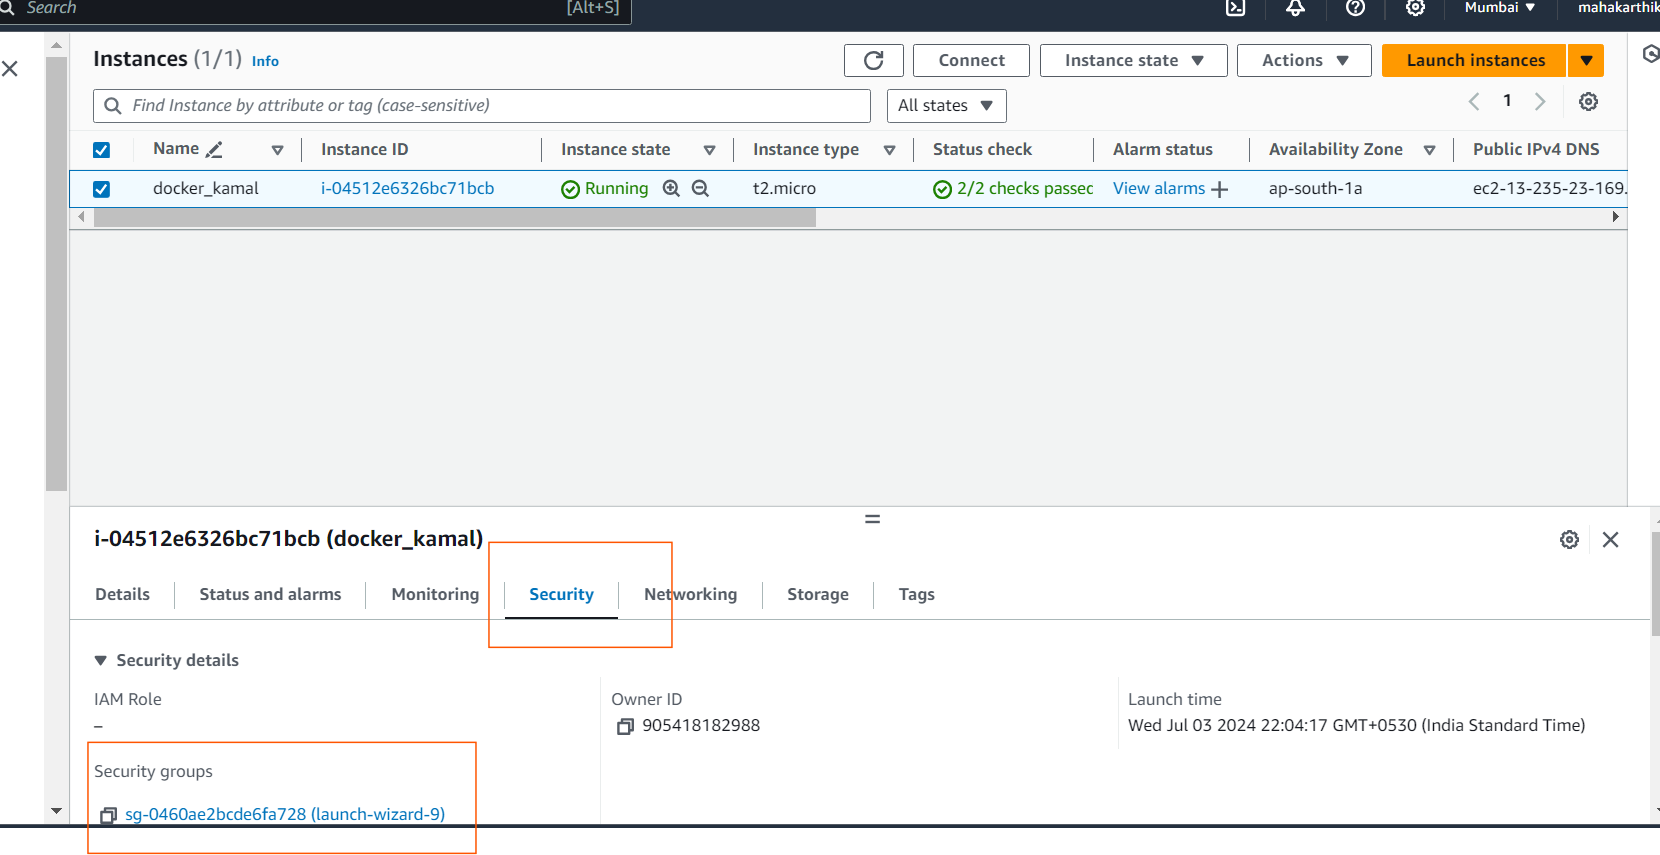 Search [Alt+S] Mumbai mahakarthik
Instances (1/1) Info Connect Instance state Actions Launch instances
Find Instance by attribute or tag (case-sensitive) All states 1
Name Instance ID Instance state Instance type Status check Alarm status Availability Zone Public IPv4 DNS
docker_kamal i-04512e6326bc71bcb Running t2.micro 2/2 checks passed View alarms ap-south-1a ec2-13-235-23-169.
i-04512e6326bc71bcb (docker_kamal)
Details Status and alarms Monitoring Security Networking Storage Tags
Security details
IAM Role Owner ID Launch time
– 905418182988 Wed Jul 03 2024 22:04:17 GMT+0530 (India Standard Time)
Security groups
sg-0460ae2bcde6fa728 (launch-wizard-9)